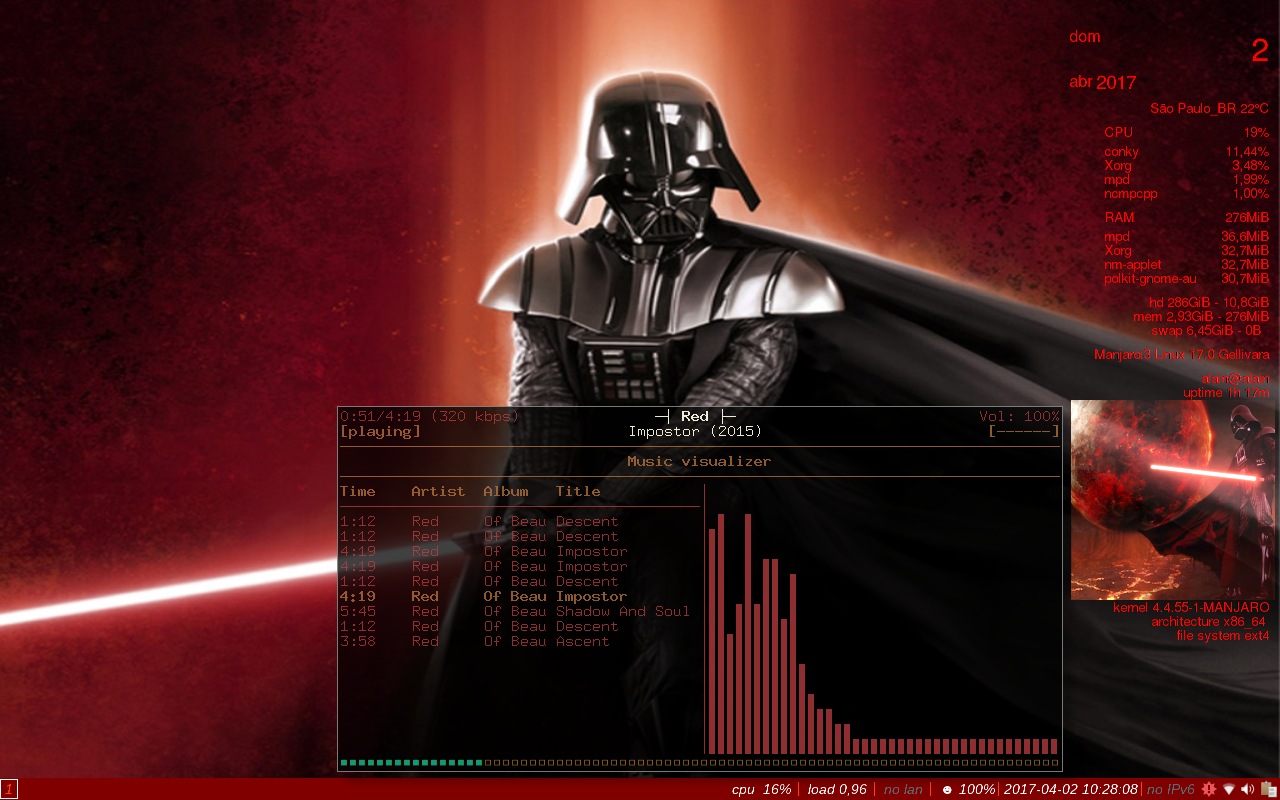 dom
2
abr 2017
São Paulo_BR 22ºC
CPU 19%
conky 11,44%
Xorg 3,48%
mpd 1,99%
ncmpcpp 1,00%
RAM 276MiB
mpd 36,6MiB
Xorg 32,7MiB
nm-applet 32,7MiB
polkit-gnome-au 30,7MiB
hd 286GiB - 10,8GiB
mem 2,93GiB - 276MiB
swap 6,45GiB - 0B
Manjaro3 Linux 17.0 Gellivara
alain@alain
uptime 1h 17m
kernel 4.4.55-1-MANJARO
architecture x86_64
file system ext4
0:51/4:19 (320 kbps) ─┤ Red ├─ Vol: 100%
[playing] Impostor (2015) [------]
Music visualizer
Time Artist Album Title
1:12 Red Of Beau Descent
1:12 Red Of Beau Descent
4:19 Red Of Beau Impostor
4:19 Red Of Beau Impostor
1:12 Red Of Beau Descent
4:19 Red Of Beau Impostor
5:45 Red Of Beau Shadow And Soul
1:12 Red Of Beau Descent
3:58 Red Of Beau Ascent
1 cpu 16% | load 0,96 | no lan | ☻ 100% | 2017-04-02 10:28:08 | no IPv6